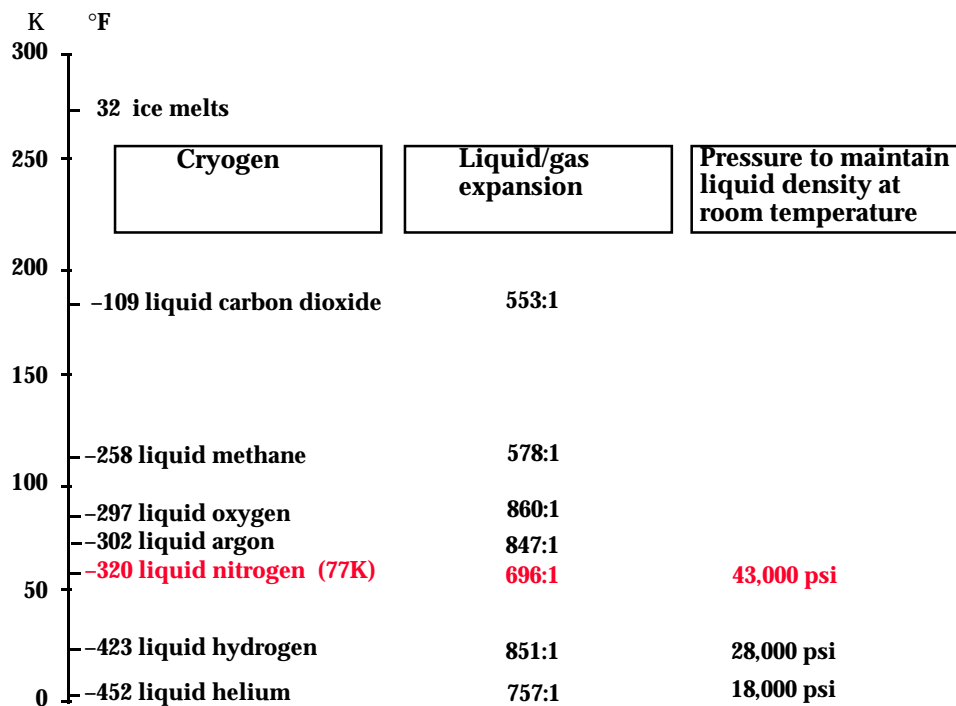 K °F
300
32 ice melts
250
Cryogen
Liquid/gas
expansion
Pressure to maintain
liquid density at
room temperature
200
–109 liquid carbon dioxide 553:1
150
–258 liquid methane 578:1
100
–297 liquid oxygen 860:1
–302 liquid argon 847:1
–320 liquid nitrogen (77K) 696:1 43,000 psi
50
–423 liquid hydrogen 851:1 28,000 psi
–452 liquid helium 757:1 18,000 psi
0